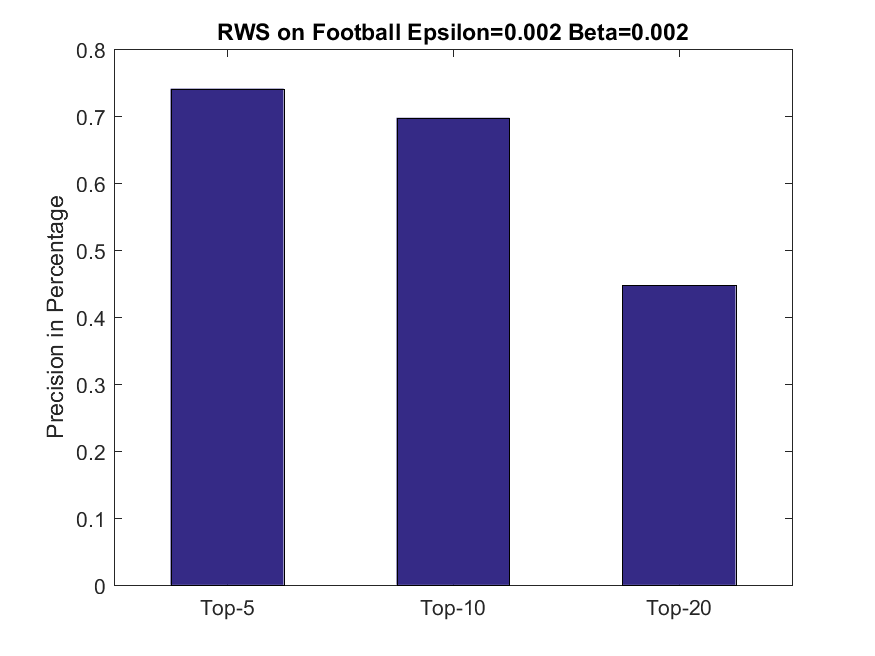 RWS on Football Epsilon=0.002 Beta=0.002
Precision in Percentage
0.8
0.7
0.6
0.5
0.4
0.3
0.2
0.1
0
Top-5
Top-10
Top-20